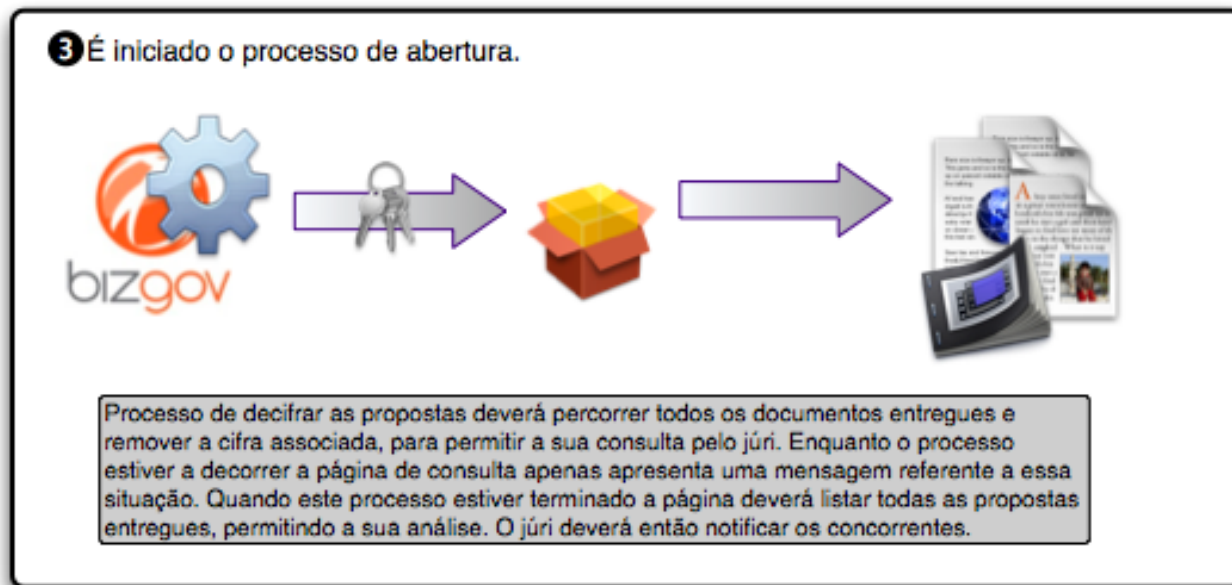 3 É iniciado o processo de abertura.
bizgov
Processo de decifrar as propostas deverá percorrer todos os documentos entregues e
remover a cifra associada, para permitir a sua consulta pelo júri. Enquanto o processo
estiver a decorrer a página de consulta apenas apresenta uma mensagem referente a essa
situação. Quando este processo estiver terminado a página deverá listar todas as propostas
entregues, permitindo a sua análise. O júri deverá então notificar os concorrentes.